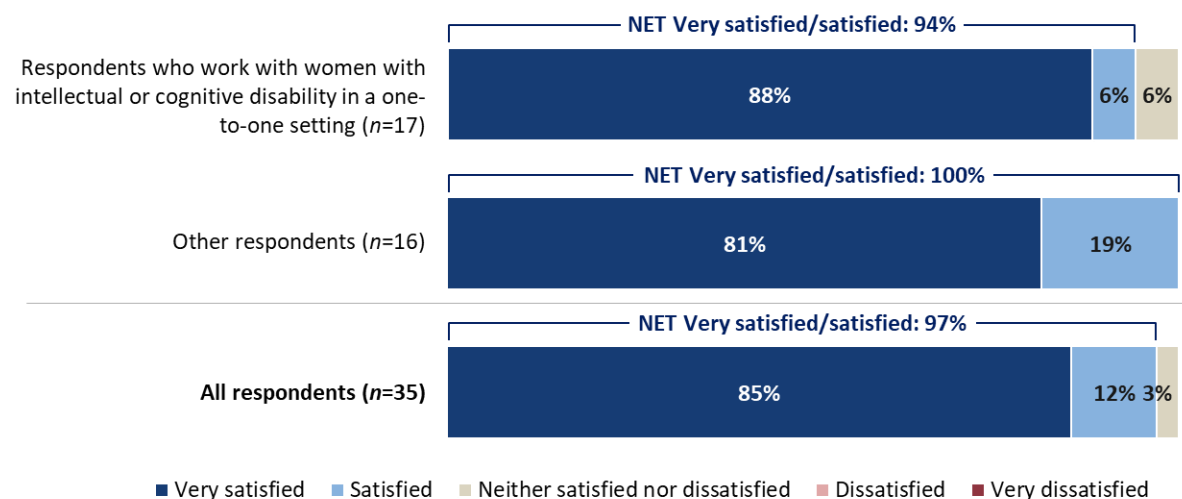 NET Very satisfied/satisfied: 94%
Respondents who work with women with
intellectual or cognitive disability in a one-
to-one setting (n=17)
88%
6%
6%
NET Very satisfied/satisfied: 100%
Other respondents (n=16)
81%
19%
NET Very satisfied/satisfied: 97%
All respondents (n=35)
85%
12%
3%
Very satisfied
Satisfied
Neither satisfied nor dissatisfied
Dissatisfied
Very dissatisfied